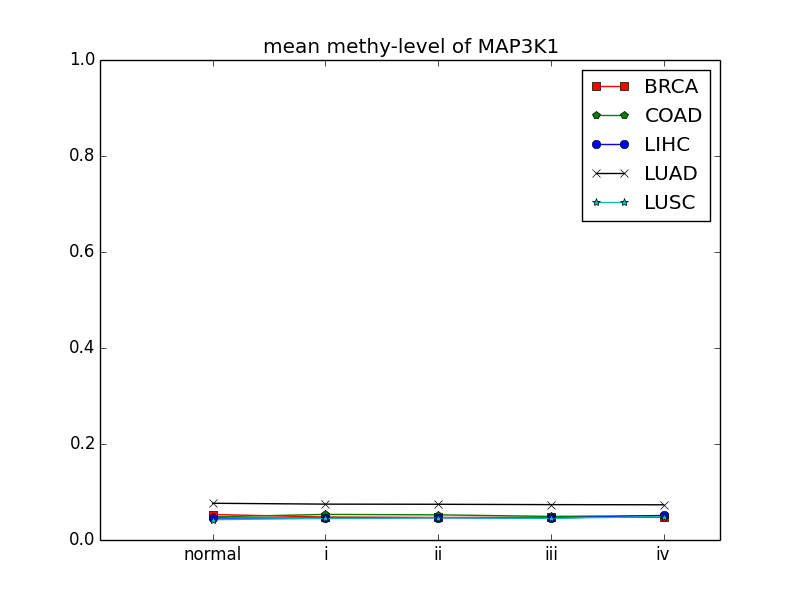 mean methy-level of MAP3K1
1.0
0.8
0.6
0.4
0.2
0.0
normal i ii iii iv
BRCA
COAD
LIHC
LUAD
LUSC